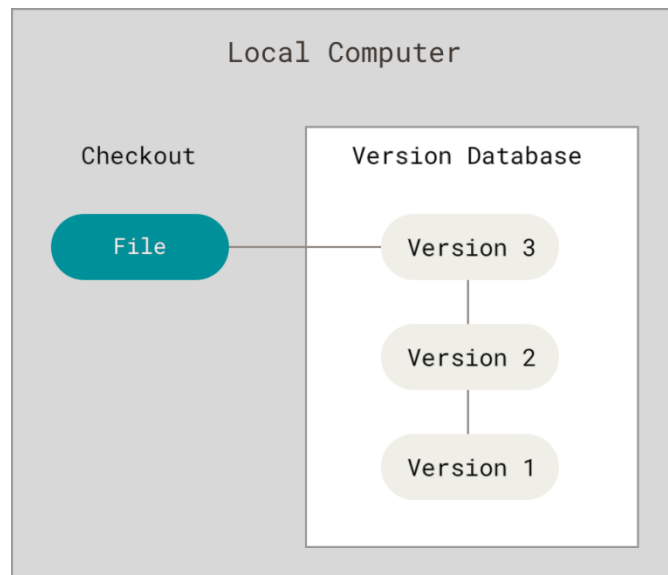 Local Computer
Checkout
Version Database
File
Version 3
Version 2
Version 1